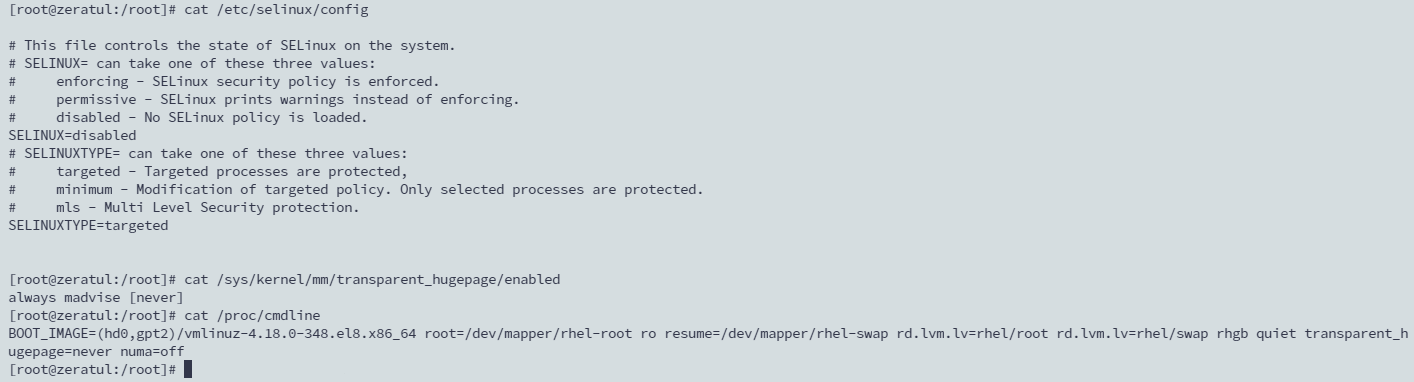 [root@zeratul:/root]# cat /etc/selinux/config

# This file controls the state of SELinux on the system.
# SELINUX= can take one of these three values:
#     enforcing - SELinux security policy is enforced.
#     permissive - SELinux prints warnings instead of enforcing.
#     disabled - No SELinux policy is loaded.
SELINUX=disabled
# SELINUXTYPE= can take one of these three values:
#     targeted - Targeted processes are protected,
#     minimum - Modification of targeted policy. Only selected processes are protected.
#     mls - Multi Level Security protection.
SELINUXTYPE=targeted


[root@zeratul:/root]# cat /sys/kernel/mm/transparent_hugepage/enabled
always madvise [never]
[root@zeratul:/root]# cat /proc/cmdline
BOOT_IMAGE=(hd0,gpt2)/vmlinuz-4.18.0-348.el8.x86_64 root=/dev/mapper/rhel-root ro resume=/dev/mapper/rhel-swap rd.lvm.lv=rhel/root rd.lvm.lv=rhel/swap rhgb quiet transparent_h
ugepage=never numa=off
[root@zeratul:/root]#